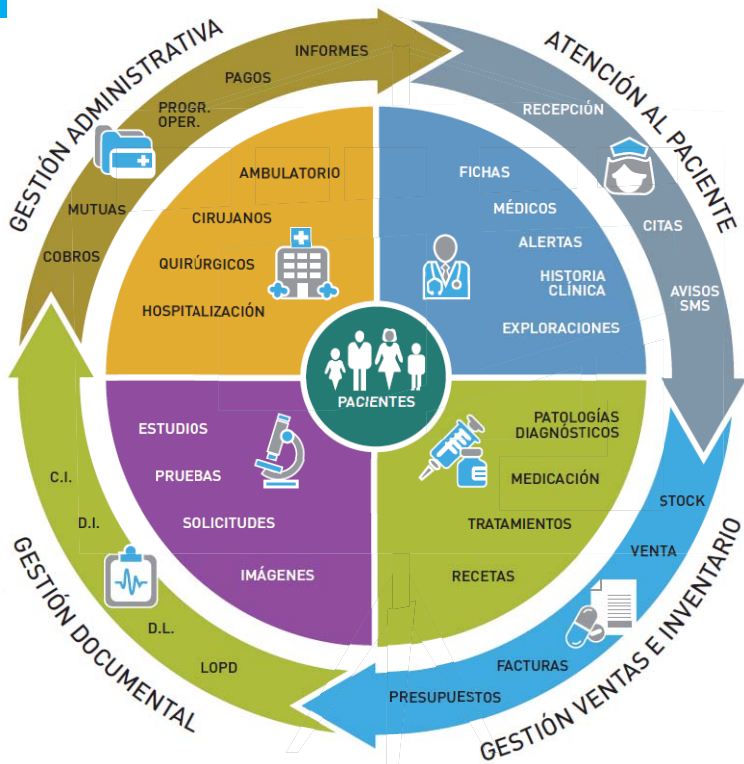 GESTIÓN ADMINISTRATIVA
INFORMES
PAGOS
PROGR.
OPER.
MUTUAS
COBROS
ATENCIÓN AL PACIENTE
RECEPCIÓN
CITAS
AVISOS
SMS
AMBULATORIO
CIRUJANOS
QUIRÚRGICOS
HOSPITALIZACIÓN
FICHAS
MÉDICOS
ALERTAS
HISTORIA
CLÍNICA
EXPLORACIONES
PACIENTES
ESTUDIOS
PRUEBAS
SOLICITUDES
IMÁGENES
PATOLOGÍAS
DIAGNÓSTICOS
MEDICACIÓN
TRATAMIENTOS
RECETAS
STOCK
VENTA
FACTURAS
PRESUPUESTOS
GESTIÓN VENTAS E INVENTARIO
C.I.
D.I.
D.L.
LOPD
GESTIÓN DOCUMENTAL